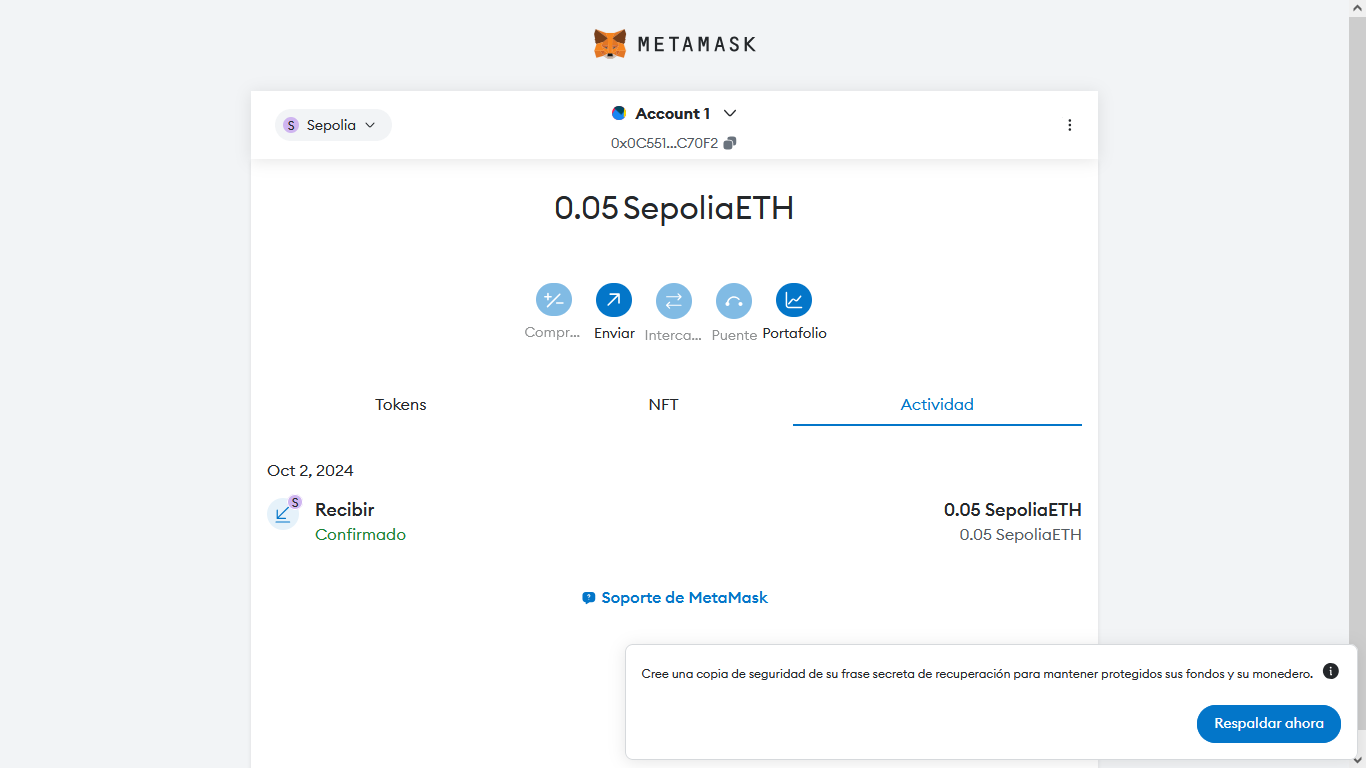 METAMASK
S Sepolia
Account 1
0x0C551...C70F2
0.05 SepoliaETH
Compr...
Enviar
Interca...
Puente
Portafolio
Tokens
NFT
Actividad
Oct 2, 2024
S
Recibir
0.05 SepoliaETH
Confirmado
0.05 SepoliaETH
Soporte de MetaMask
Cree una copia de seguridad de su frase secreta de recuperación para mantener protegidos sus fondos y su monedero.
Respaldar ahora